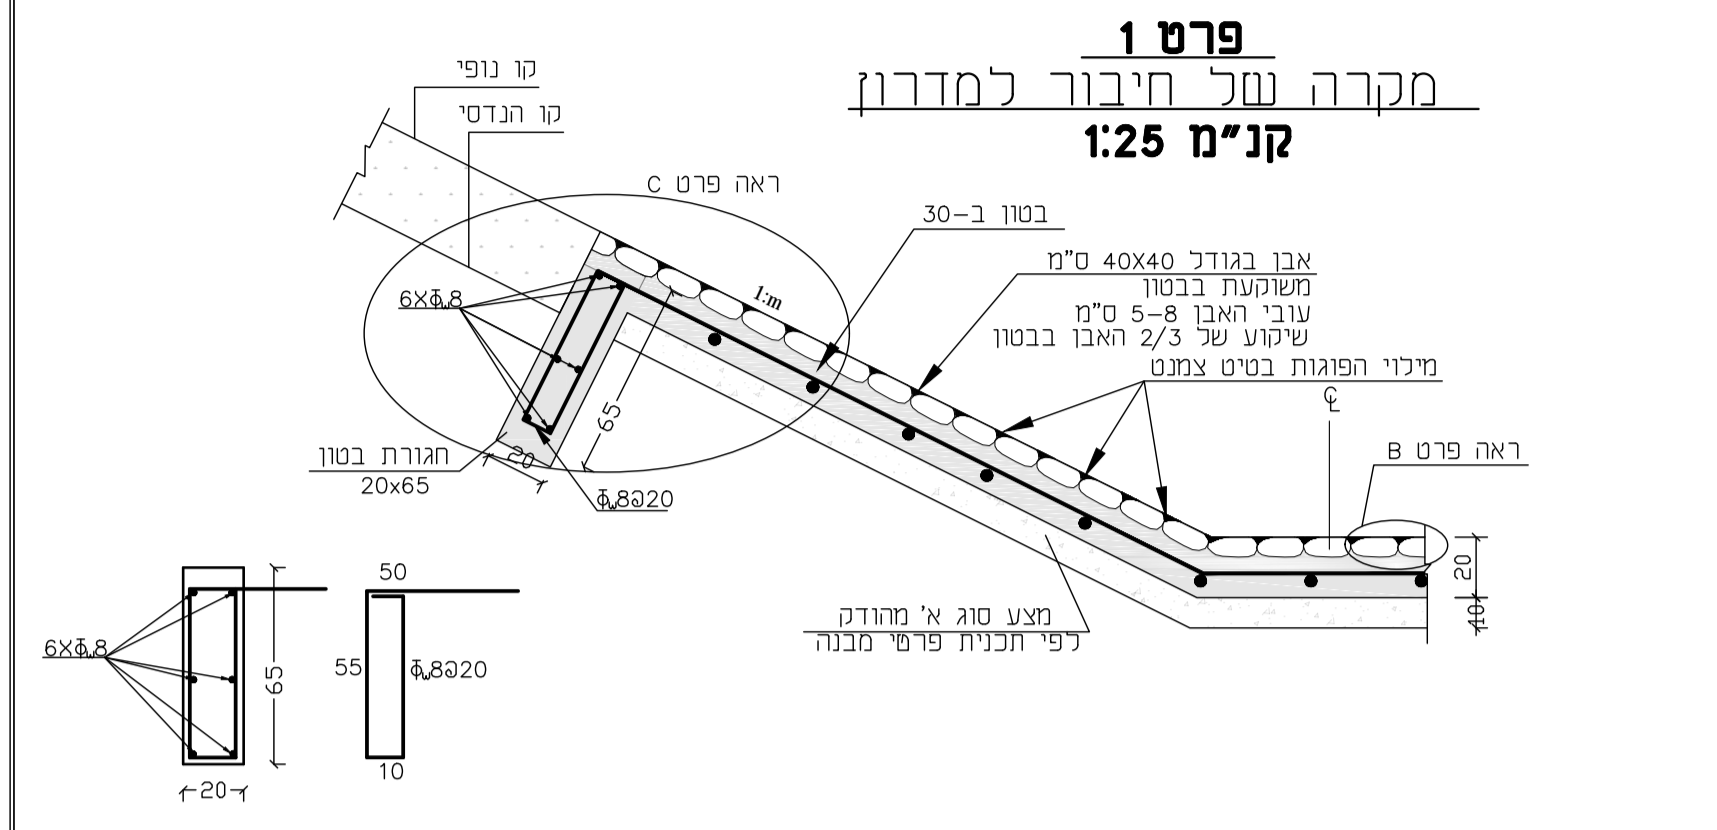 פרט 1
מקרה של חיבור למדרון
קנ"מ 1:25
קו נופי
קו הנדסי
ראה פרט C
בטון ב-30
אבן בגודל 40X40 ס"מ
משוקעת בבטון
עובי האבן 5-8 ס"מ
שיקוע של 2/3 האבן בבטון
מילוי הפוגות בטיט צמנט
1:m
6XΦw8
℄
ראה פרט B
65
20
חגורת בטון
20x65
Φw8@20
20
10
מצע סוג א' מהודק
לפי תכנית פרטי מבנה
6XΦw8
65
20
50
55
Φw8@20
10